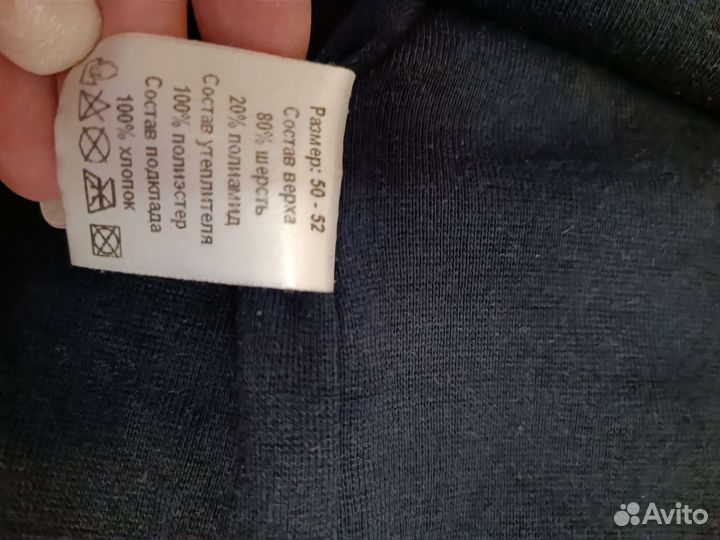 Размер: 50 - 52
Состав верха
80% шерсть
20% полиамид
Состав утеплителя
100% полиэстер
Состав подклада
100% хлопок
Avito